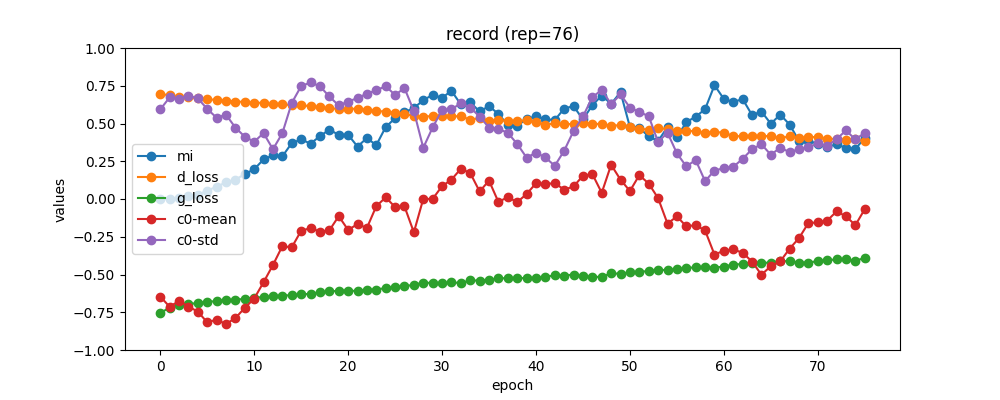 record (rep=76)
1.00
0.75
0.50
0.25
0.00
−0.25
−0.50
−0.75
−1.00
values
mi
d_loss
g_loss
c0-mean
c0-std
0 10 20 30 40 50 60 70
epoch